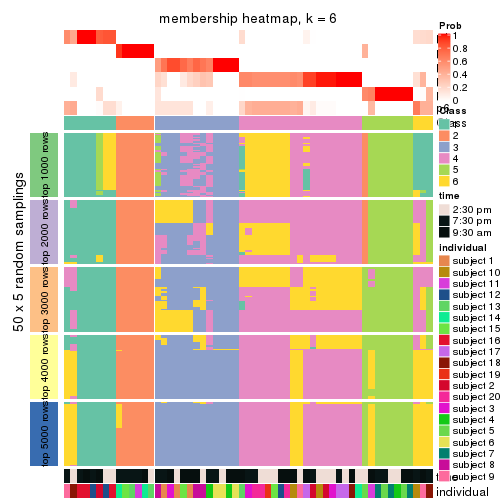 membership heatmap, k = 6
Prob
1
0.8
0.6
0.4
0.2
0
Class
1
2
3
4
5
6
time
2:30 pm
7:30 pm
9:30 am
individual
subject 1
subject 10
subject 11
subject 12
subject 13
subject 14
subject 15
subject 16
subject 17
subject 18
subject 19
subject 2
subject 20
subject 3
subject 4
subject 5
subject 6
subject 7
subject 8
subject 9
50 x 5 random samplings
top 1000 rows
top 2000 rows
top 3000 rows
top 4000 rows
top 5000 rows
individual